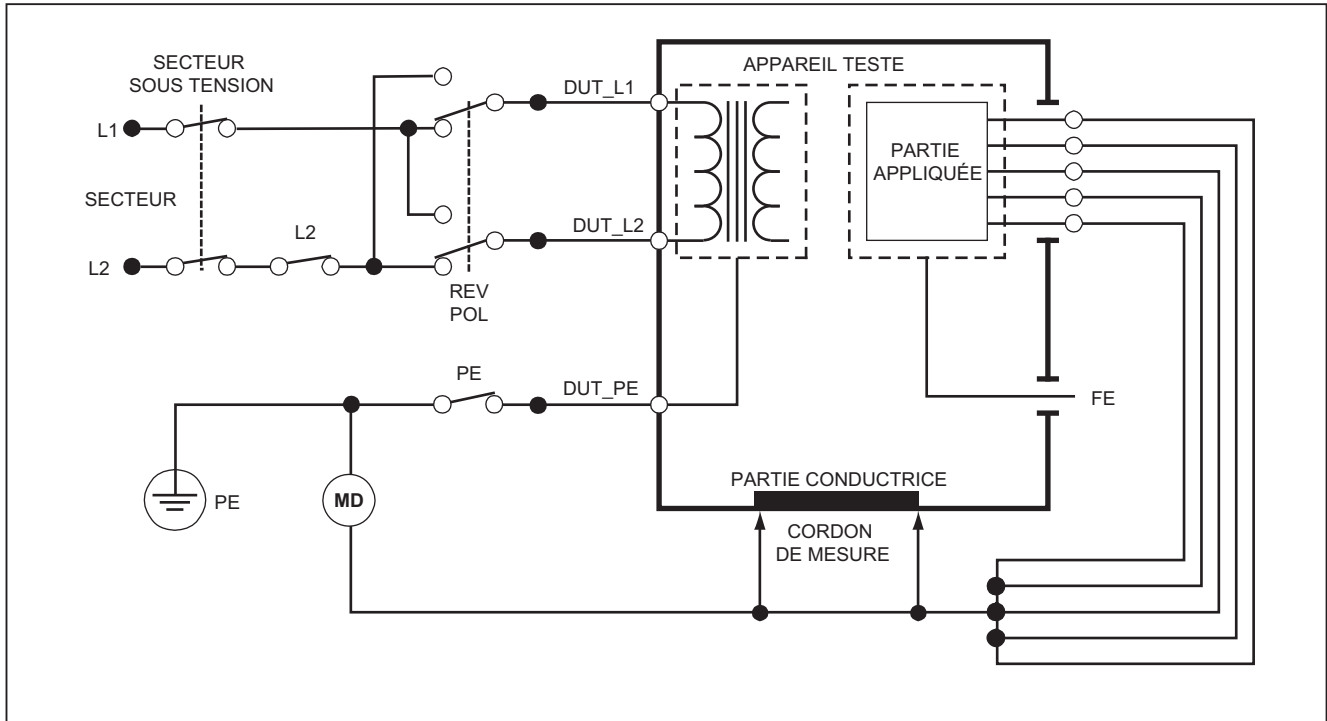 SECTEUR
SOUS TENSION
L1
SECTEUR
L2
L2
REV
POL
DUT_L1
DUT_L2
APPAREIL TESTE
PARTIE
APPLIQUÉE
PE
DUT_PE
FE
PE
MD
PARTIE CONDUCTRICE
CORDON
DE MESURE